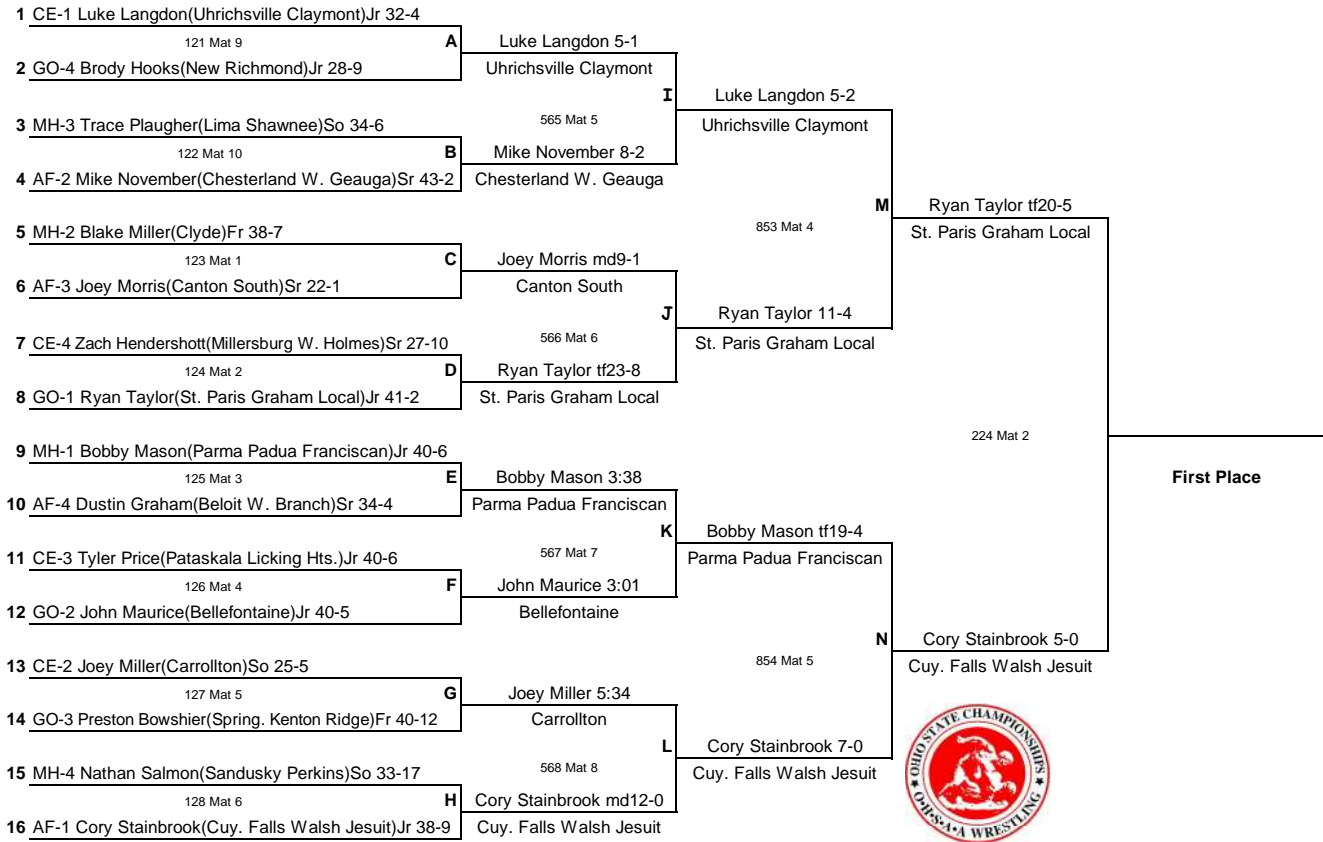 1 CE-1 Luke Langdon(Uhrichsville Claymont)Jr 32-4
121 Mat 9
A
2 GO-4 Brody Hooks(New Richmond)Jr 28-9
Luke Langdon 5-1
Uhrichsville Claymont
3 MH-3 Trace Plaugher(Lima Shawnee)So 34-6
122 Mat 10
B
4 AF-2 Mike November(Chesterland W. Geauga)Sr 43-2
565 Mat 5
I
Mike November 8-2
Chesterland W. Geauga
Luke Langdon 5-2
Uhrichsville Claymont
5 MH-2 Blake Miller(Clyde)Fr 38-7
123 Mat 1
C
6 AF-3 Joey Morris(Canton South)Sr 22-1
Joey Morris md9-1
Canton South
7 CE-4 Zach Hendershott(Millersburg W. Holmes)Sr 27-10
124 Mat 2
D
8 GO-1 Ryan Taylor(St. Paris Graham Local)Jr 41-2
566 Mat 6
J
Ryan Taylor tf23-8
St. Paris Graham Local
853 Mat 4
M
Ryan Taylor 11-4
St. Paris Graham Local
Ryan Taylor tf20-5
St. Paris Graham Local
9 MH-1 Bobby Mason(Parma Padua Franciscan)Jr 40-6
125 Mat 3
E
10 AF-4 Dustin Graham(Beloit W. Branch)Sr 34-4
Bobby Mason 3:38
Parma Padua Franciscan
224 Mat 2
First Place
11 CE-3 Tyler Price(Pataskala Licking Hts.)Jr 40-6
126 Mat 4
F
12 GO-2 John Maurice(Bellefontaine)Jr 40-5
567 Mat 7
K
John Maurice 3:01
Bellefontaine
Bobby Mason tf19-4
Parma Padua Franciscan
13 CE-2 Joey Miller(Carrollton)So 25-5
127 Mat 5
G
14 GO-3 Preston Bowshier(Spring. Kenton Ridge)Fr 40-12
Joey Miller 5:34
Carrollton
854 Mat 5
N
Cory Stainbrook 5-0
Cuy. Falls Walsh Jesuit
15 MH-4 Nathan Salmon(Sandusky Perkins)So 33-17
128 Mat 6
H
16 AF-1 Cory Stainbrook(Cuy. Falls Walsh Jesuit)Jr 38-9
568 Mat 8
L
Cory Stainbrook md12-0
Cuy. Falls Walsh Jesuit
Cory Stainbrook 7-0
Cuy. Falls Walsh Jesuit
OHIO STATE CHAMPIONSHIPS
O•H•S•A•A WRESTLING